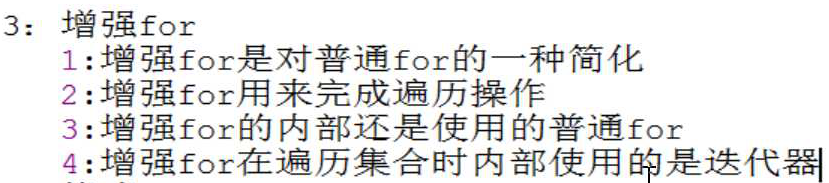 3: 增强for
1:增强for是对普通for的一种简化
2:增强for用来完成遍历操作
3:增强for的内部还是使用的普通for
4:增强for在遍历集合时内部使用的是迭代器